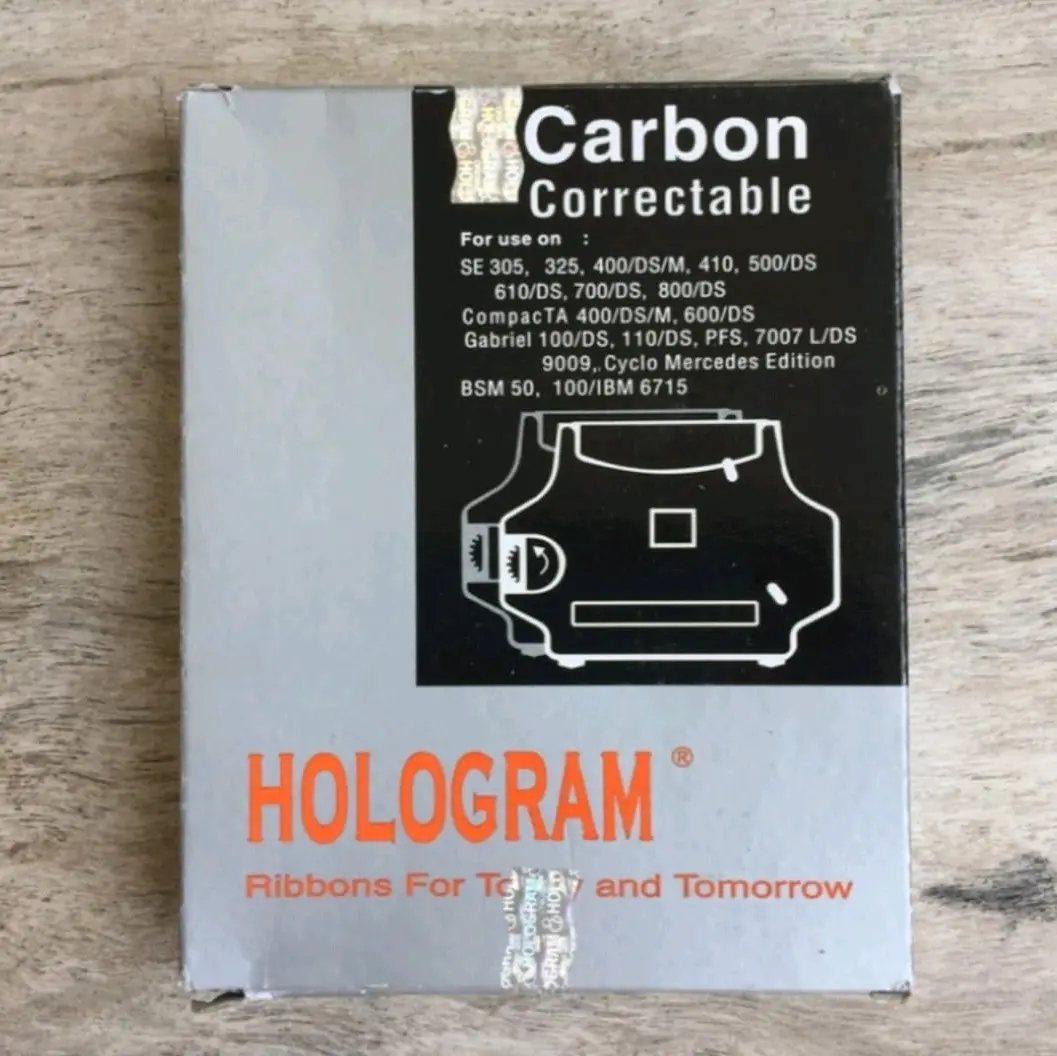 Carbon
Correctable
For use on :
SE 305, 325, 400/DS/M, 410, 500/DS
610/DS, 700/DS, 800/DS
CompacTA 400/DS/M, 600/DS
Gabriel 100/DS, 110/DS, PFS, 7007 L/DS
9009,. Cyclo Mercedes Edition
BSM 50, 100/IBM 6715
HOLOGRAM ®
Ribbons For and Tomorrow
HOLOGRAM
HOLO